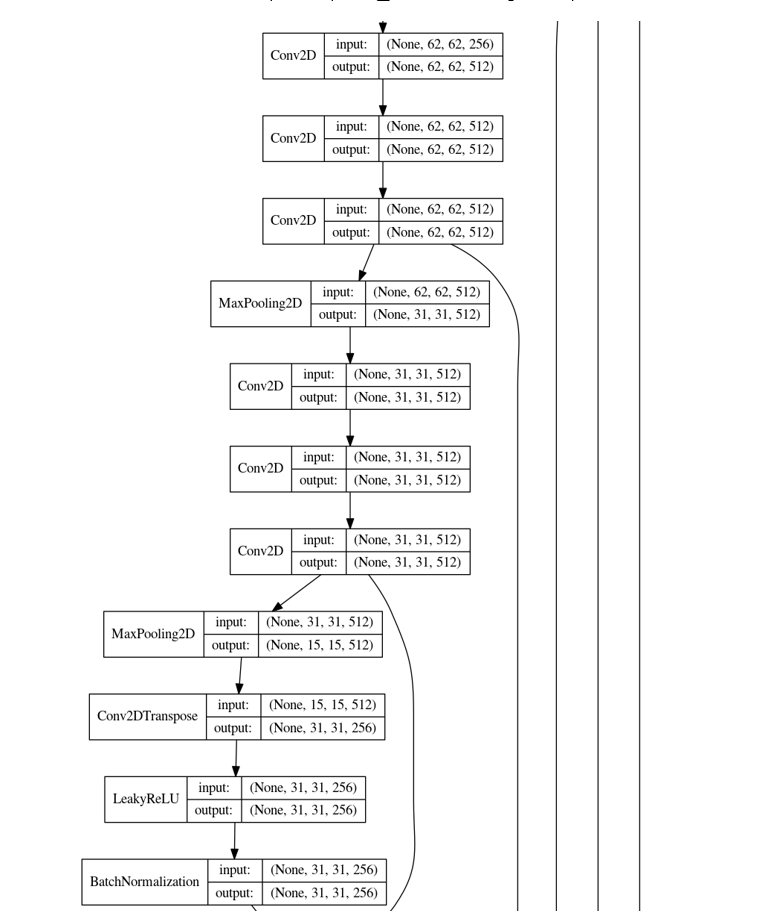 Conv2D input: (None, 62, 62, 256)
output: (None, 62, 62, 512)
Conv2D input: (None, 62, 62, 512)
output: (None, 62, 62, 512)
Conv2D input: (None, 62, 62, 512)
output: (None, 62, 62, 512)
MaxPooling2D input: (None, 62, 62, 512)
output: (None, 31, 31, 512)
Conv2D input: (None, 31, 31, 512)
output: (None, 31, 31, 512)
Conv2D input: (None, 31, 31, 512)
output: (None, 31, 31, 512)
Conv2D input: (None, 31, 31, 512)
output: (None, 31, 31, 512)
MaxPooling2D input: (None, 31, 31, 512)
output: (None, 15, 15, 512)
Conv2DTranspose input: (None, 15, 15, 512)
output: (None, 31, 31, 256)
LeakyReLU input: (None, 31, 31, 256)
output: (None, 31, 31, 256)
BatchNormalization input: (None, 31, 31, 256)
output: (None, 31, 31, 256)